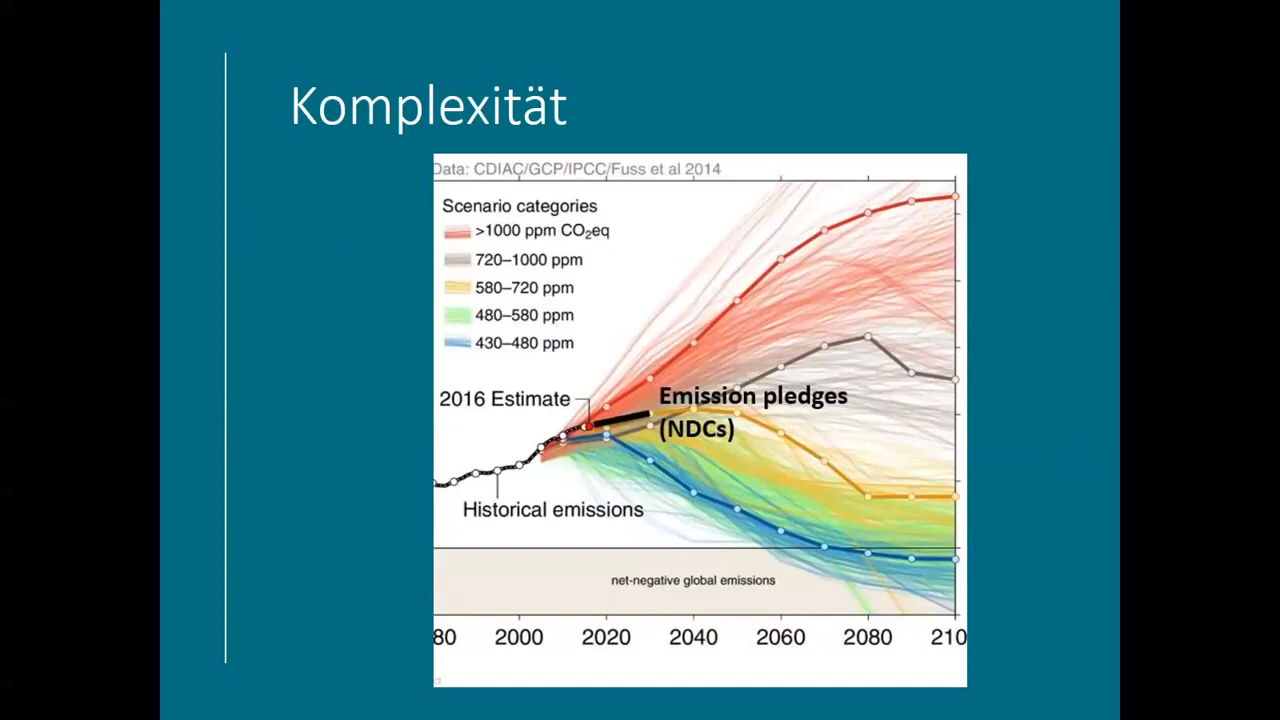 Komplexität
Data: CDIAC/GCP/IPCC/Fuss et al 2014
Scenario categories
>1000 ppm CO₂eq
720–1000 ppm
580–720 ppm
480–580 ppm
430–480 ppm
2016 Estimate
Emission pledges
(NDCs)
Historical emissions
net-negative global emissions
80 2000 2020 2040 2060 2080 210